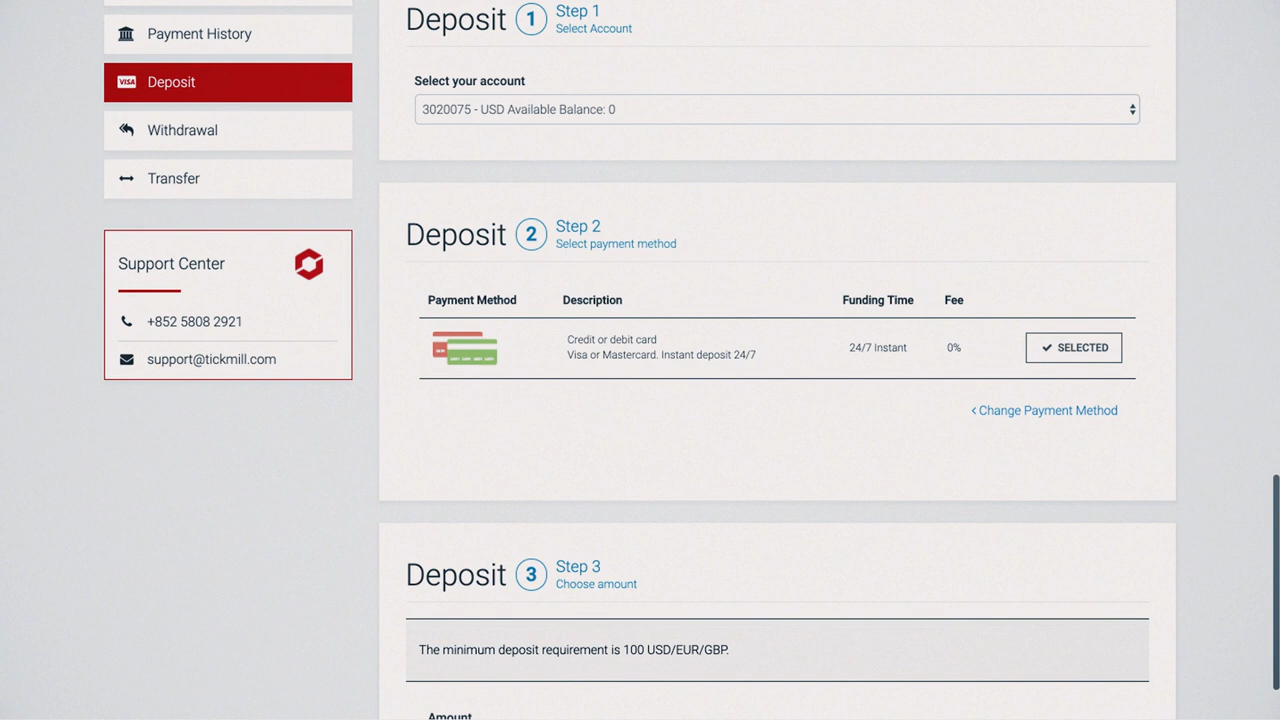 Payment History
VISA Deposit
Withdrawal
Transfer
Support Center
+852 5808 2921
support@tickmill.com
Deposit 1 Step 1
Select Account
Select your account
3020075 - USD Available Balance: 0
Deposit 2 Step 2
Select payment method
Payment Method Description Funding Time Fee
Credit or debit card
Visa or Mastercard. Instant deposit 24/7
24/7 Instant 0% SELECTED
Change Payment Method
Deposit 3 Step 3
Choose amount
The minimum deposit requirement is 100 USD/EUR/GBP.
Amount